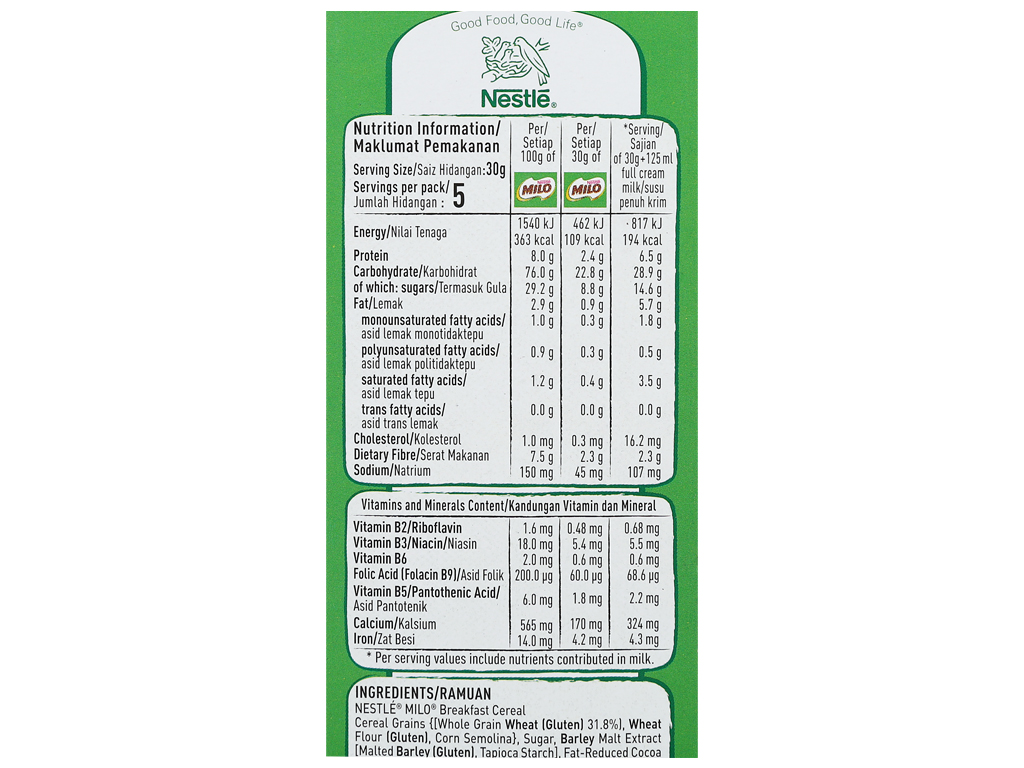 Good Food, Good Life®
Nestlé®
Nutrition Information/
Maklumat Pemakanan
Serving Size/Saiz Hidangan:30g
Servings per pack/
Jumlah Hidangan : 5
Per/
Setiap
100g of
NESTLÉ
MILO
Per/
Setiap
30g of
NESTLÉ
MILO
*Serving/
Sajian
of 30g+125 ml
full cream
milk/susu
penuh krim
Energy/Nilai Tenaga 1540 kJ 462 kJ 817 kJ
363 kcal 109 kcal 194 kcal
Protein 8.0 g 2.4 g 6.5 g
Carbohydrate/Karbohidrat 76.0 g 22.8 g 28.9 g
of which: sugars/Termasuk Gula 29.2 g 8.8 g 14.6 g
Fat/Lemak 2.9 g 0.9 g 5.7 g
monounsaturated fatty acids/ 1.0 g 0.3 g 1.8 g
asid lemak monotidaktepu
polyunsaturated fatty acids/ 0.9 g 0.3 g 0.5 g
asid lemak politidaktepu
saturated fatty acids/ 1.2 g 0.4 g 3.5 g
asid lemak tepu
trans fatty acids/ 0.0 g 0.0 g 0.0 g
asid trans lemak
Cholesterol/Kolesterol 1.0 mg 0.3 mg 16.2 mg
Dietary Fibre/Serat Makanan 7.5 g 2.3 g 2.3 g
Sodium/Natrium 150 mg 45 mg 107 mg
Vitamins and Minerals Content/Kandungan Vitamin dan Mineral
Vitamin B2/Riboflavin 1.6 mg 0.48 mg 0.68 mg
Vitamin B3/Niacin/Niasin 18.0 mg 5.4 mg 5.5 mg
Vitamin B6 2.0 mg 0.6 mg 0.6 mg
Folic Acid (Folacin B9)/Asid Folik 200.0 µg 60.0 µg 68.6 µg
Vitamin B5/Pantothenic Acid/ 6.0 mg 1.8 mg 2.2 mg
Asid Pantotenik
Calcium/Kalsium 565 mg 170 mg 324 mg
Iron/Zat Besi 14.0 mg 4.2 mg 4.3 mg
* Per serving values include nutrients contributed in milk.
INGREDIENTS/RAMUAN
NESTLÉ® MILO® Breakfast Cereal
Cereal Grains {[Whole Grain Wheat (Gluten) 31.8%], Wheat
Flour (Gluten), Corn Semolina}, Sugar, Barley Malt Extract
[Malted Barley (Gluten), Tapioca Starch], Fat-Reduced Cocoa